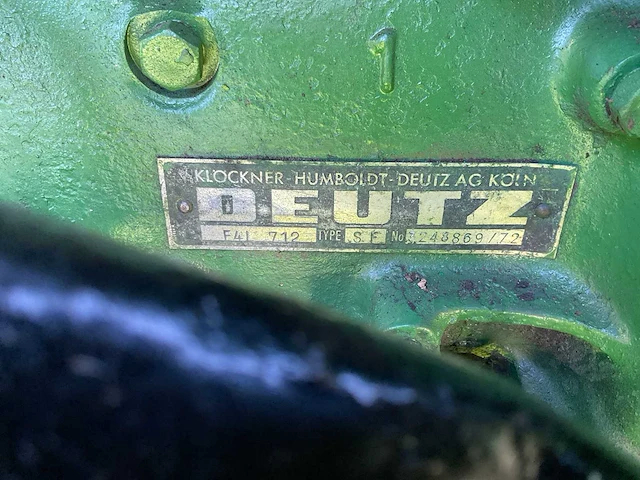 1
KLÖCKNER-HUMBOLDT-DEUTZ AG KÖLN
DEUTZ
F4L 712 TYPE S F No 248869/72